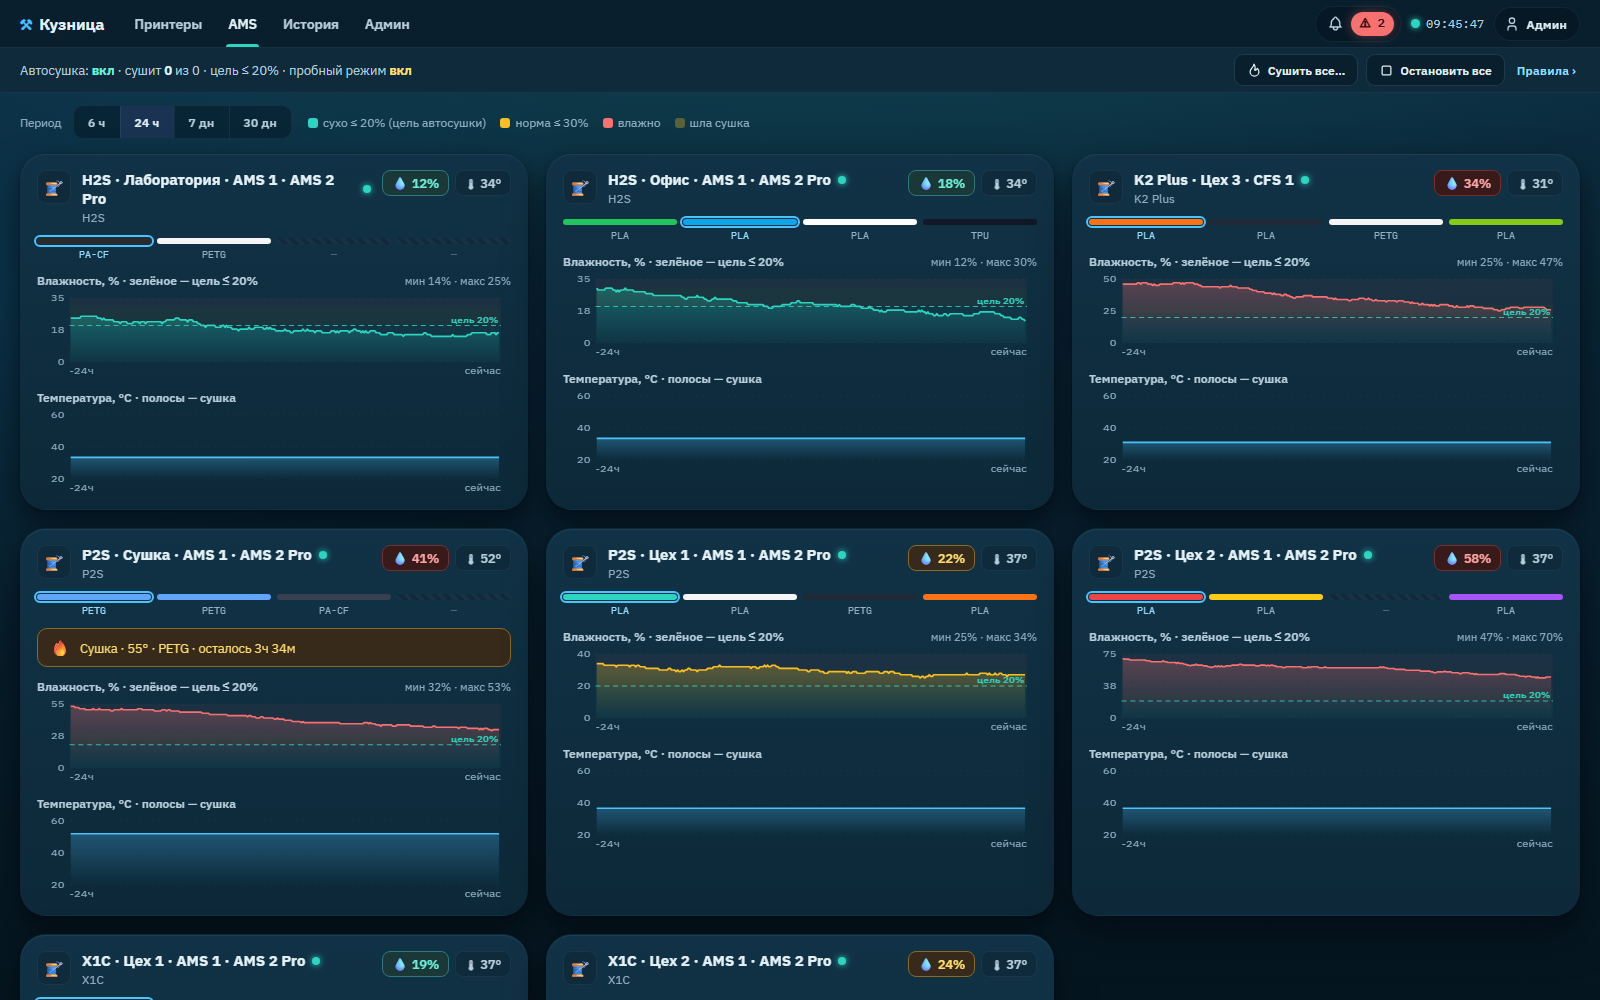 Кузница Принтеры AMS История Админ 2 09:45:47 Админ
Автосушка: вкл · сушит 0 из 0 · цель ≤ 20% · пробный режим вкл Сушить все... Остановить все Правила ›
Период 6 ч 24 ч 7 дн 30 дн сухо ≤ 20% (цель автосушки) норма ≤ 30% влажно шла сушка
H2S · Лаборатория · AMS 1 · AMS 2 Pro
12% 34°
H2S
PA-CF PETG — —
Влажность, % · зелёное — цель ≤ 20% мин 14% · макс 25%
35
цель 20%
18
0
-24ч сейчас
Температура, °C · полосы — сушка
60
40
20
-24ч сейчас
H2S · Офис · AMS 1 · AMS 2 Pro 18% 34°
H2S
PLA PLA PLA TPU
Влажность, % · зелёное — цель ≤ 20% мин 12% · макс 30%
35
цель 20%
18
0
-24ч сейчас
Температура, °C · полосы — сушка
60
40
20
-24ч сейчас
K2 Plus · Цех 3 · CFS 1 34% 31°
K2 Plus
PLA PLA PETG PLA
Влажность, % · зелёное — цель ≤ 20% мин 25% · макс 47%
50
25
цель 20%
0
-24ч сейчас
Температура, °C · полосы — сушка
60
40
20
-24ч сейчас
P2S · Сушка · AMS 1 · AMS 2 Pro 41% 52°
P2S
PETG PETG PA-CF —
Сушка · 55° · PETG · осталось 3ч 34м
Влажность, % · зелёное — цель ≤ 20% мин 32% · макс 53%
55
28
цель 20%
0
-24ч сейчас
Температура, °C · полосы — сушка
60
40
20
-24ч сейчас
P2S · Цех 1 · AMS 1 · AMS 2 Pro 22% 37°
P2S
PLA PLA PETG PLA
Влажность, % · зелёное — цель ≤ 20% мин 25% · макс 34%
40
цель 20%
20
0
-24ч сейчас
Температура, °C · полосы — сушка
60
40
20
-24ч сейчас
P2S · Цех 2 · AMS 1 · AMS 2 Pro 58% 37°
P2S
PLA PLA — PLA
Влажность, % · зелёное — цель ≤ 20% мин 47% · макс 70%
75
38
цель 20%
0
-24ч сейчас
Температура, °C · полосы — сушка
60
40
20
-24ч сейчас
X1C · Цех 1 · AMS 1 · AMS 2 Pro 19% 37°
X1C
X1C · Цех 2 · AMS 1 · AMS 2 Pro 24% 37°
X1C